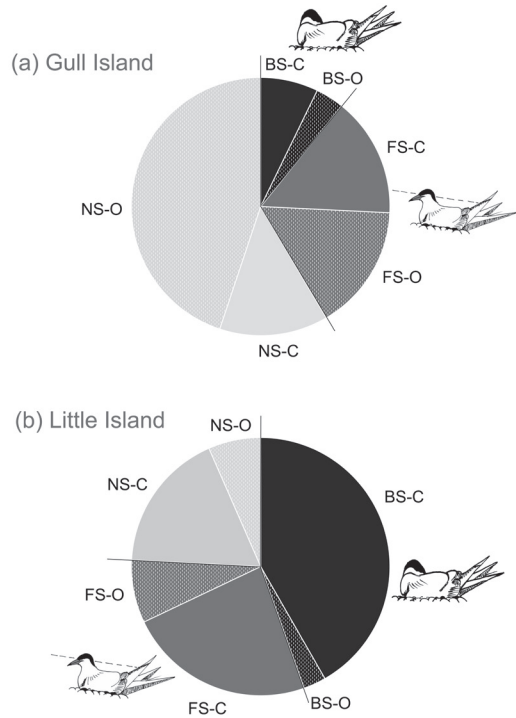 (a) Gull Island
BS-C
BS-O
FS-C
NS-O
FS-O
NS-C
(b) Little Island
NS-O
NS-C
BS-C
FS-O
BS-O
FS-C